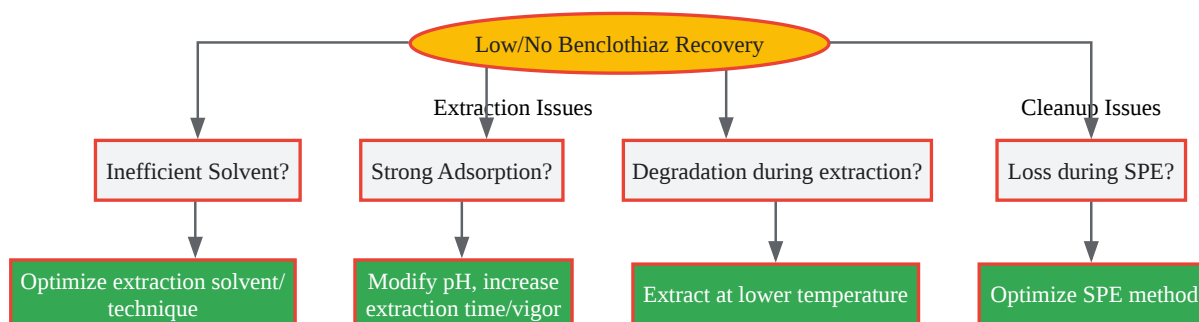 Low/No Benclothiaz Recovery
Extraction Issues
Cleanup Issues
Inefficient Solvent?
Strong Adsorption?
Degradation during extraction?
Loss during SPE?
Optimize extraction solvent/
technique
Modify pH, increase
extraction time/vigor
Extract at lower temperature
Optimize SPE method